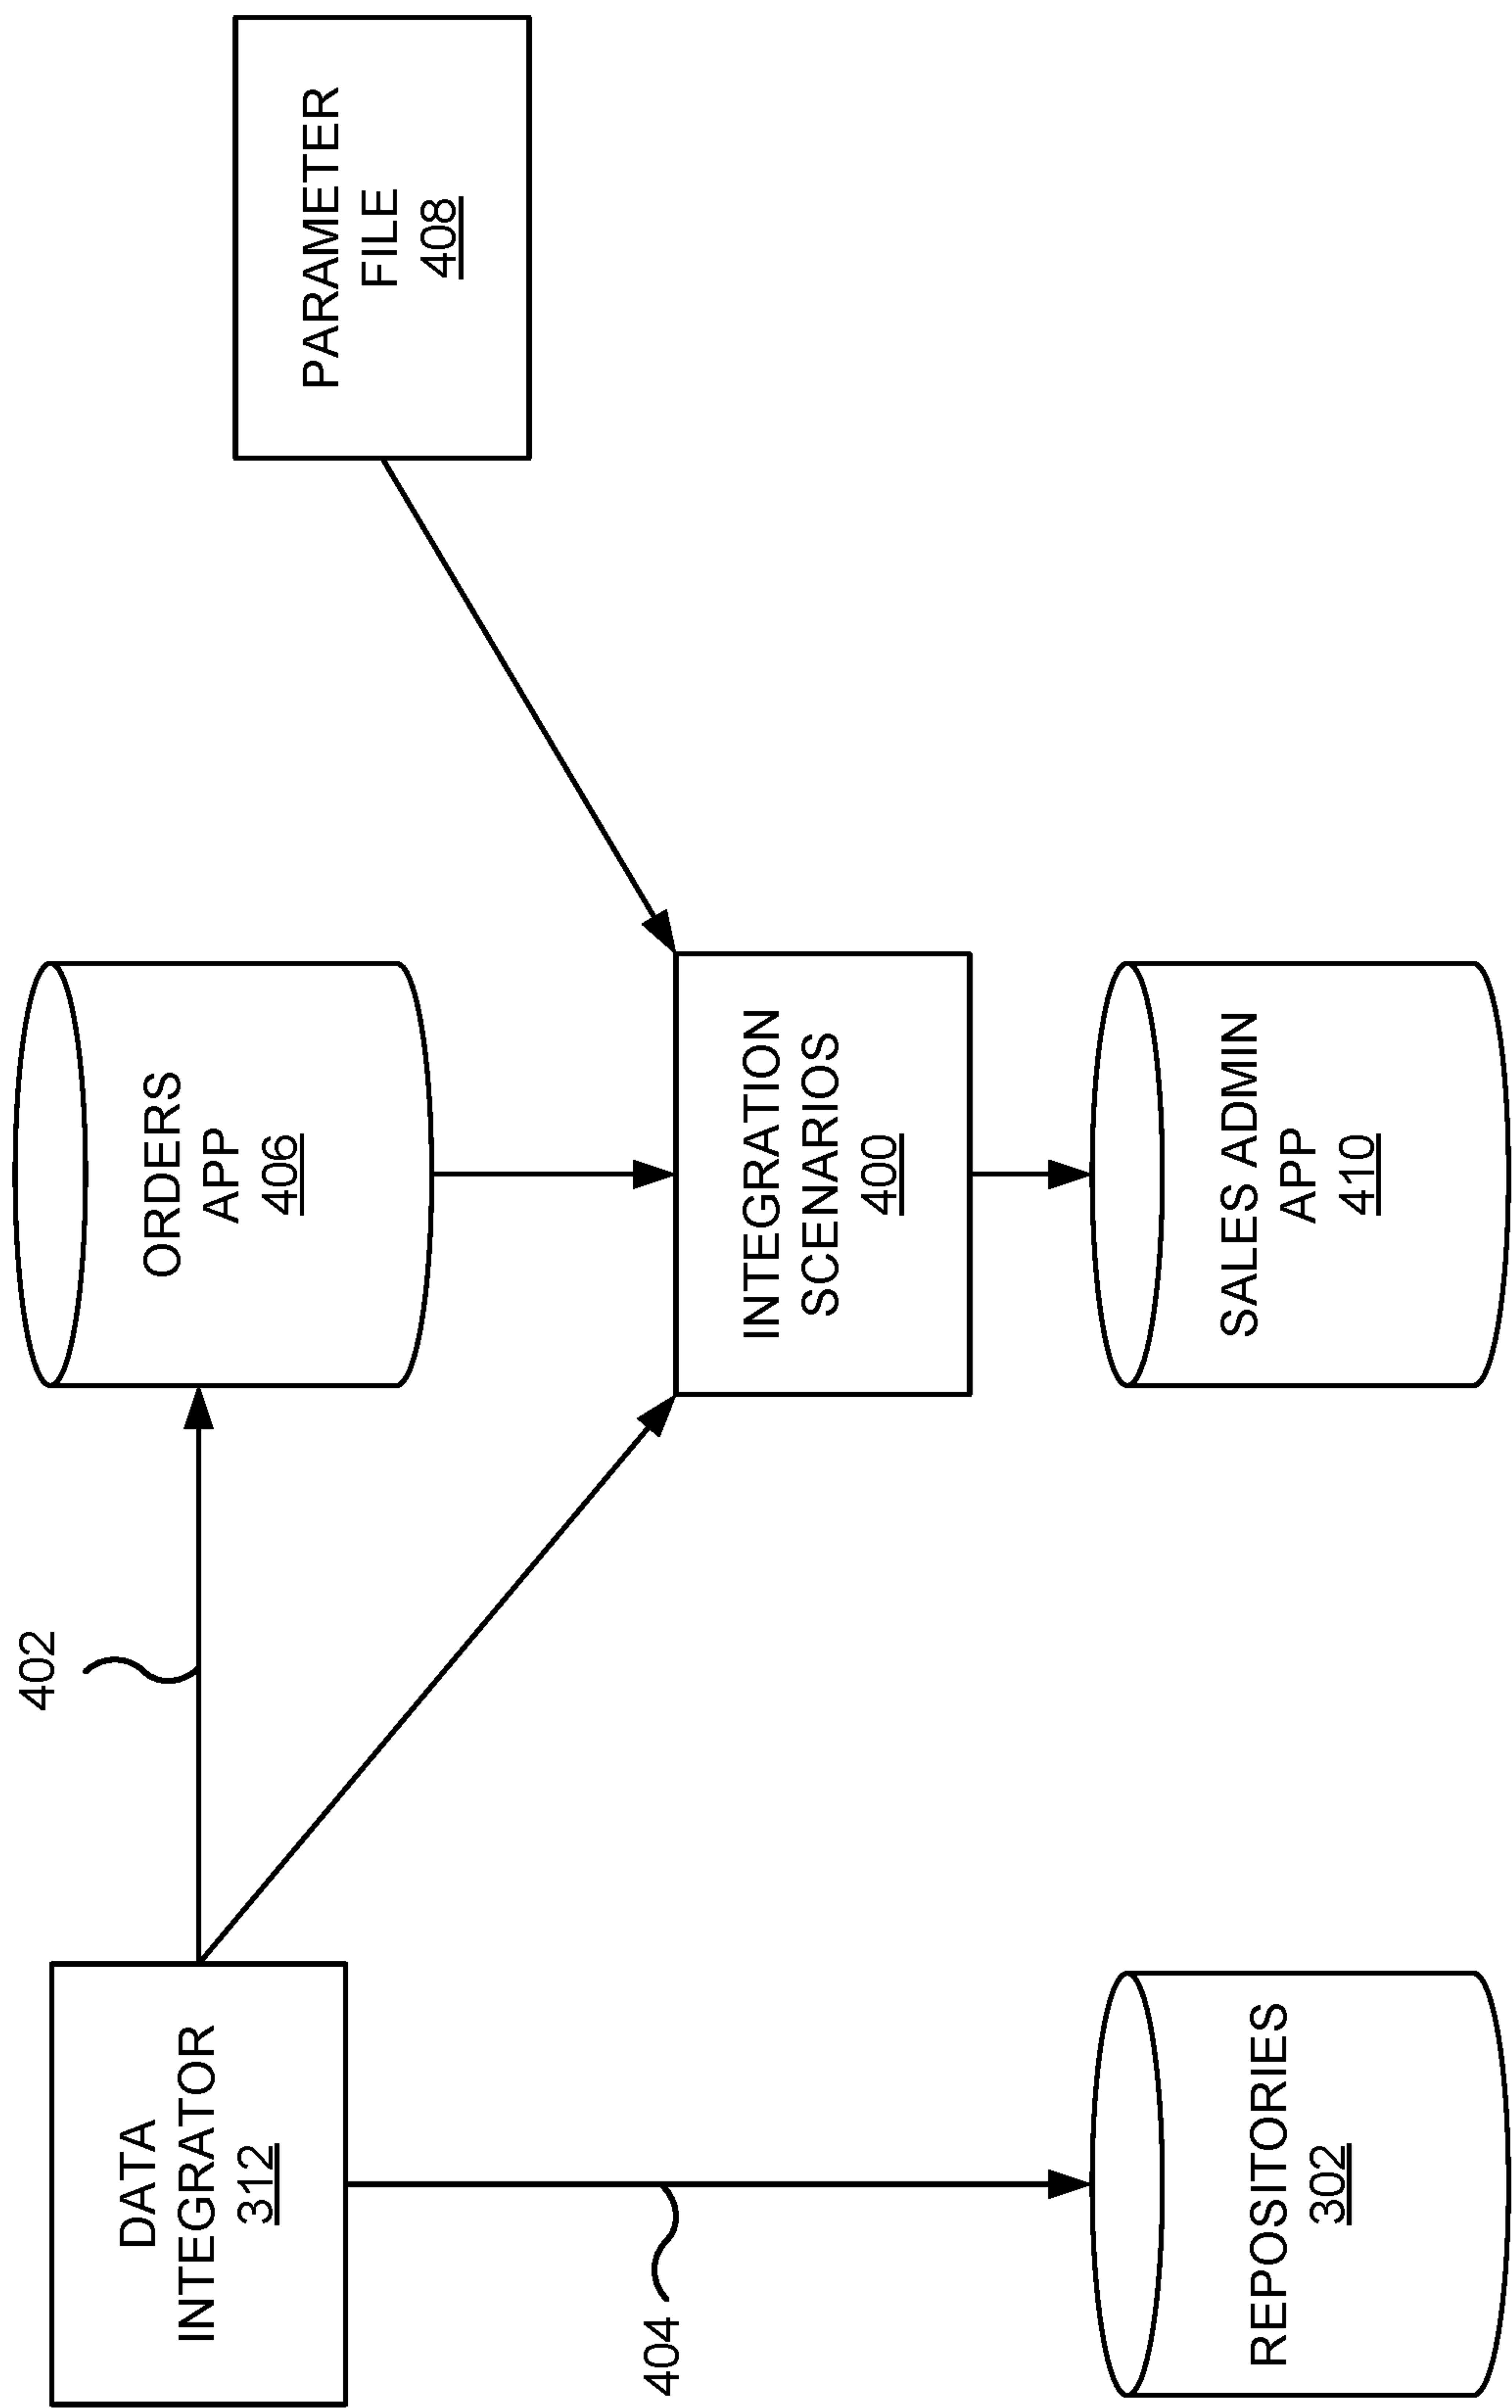 DATA
INTEGRATOR
312
402
ORDERS
APP
406
PARAMETER
FILE
408
404
INTEGRATION
SCENARIOS
400
REPOSITORIES
302
SALES ADMIN
APP
410